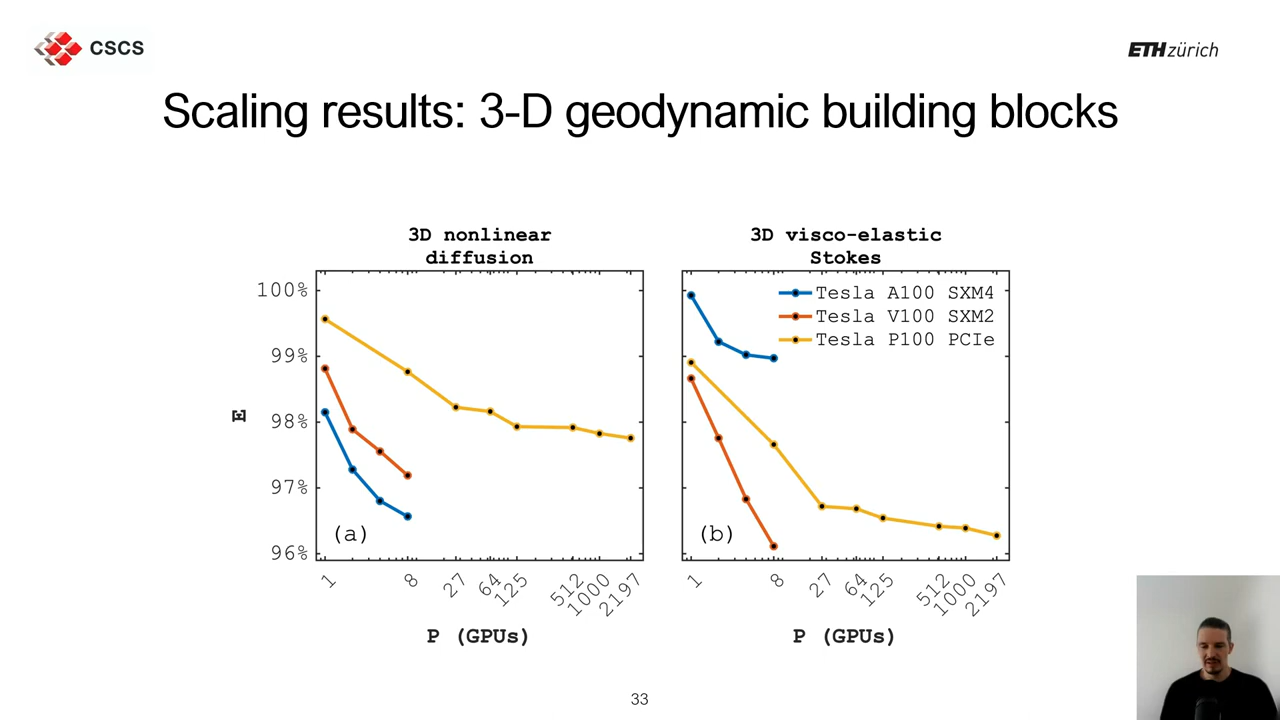 CSCS
ETH zürich
Scaling results: 3-D geodynamic building blocks
3D nonlinear
diffusion
100%
99%
98%
97%
96%
E
(a)
1 8 27 64 125 512 1000 2197
P (GPUs)
3D visco-elastic
Stokes
Tesla A100 SXM4
Tesla V100 SXM2
Tesla P100 PCIe
(b)
1 8 27 64 125 512 1000 2197
P (GPUs)
33